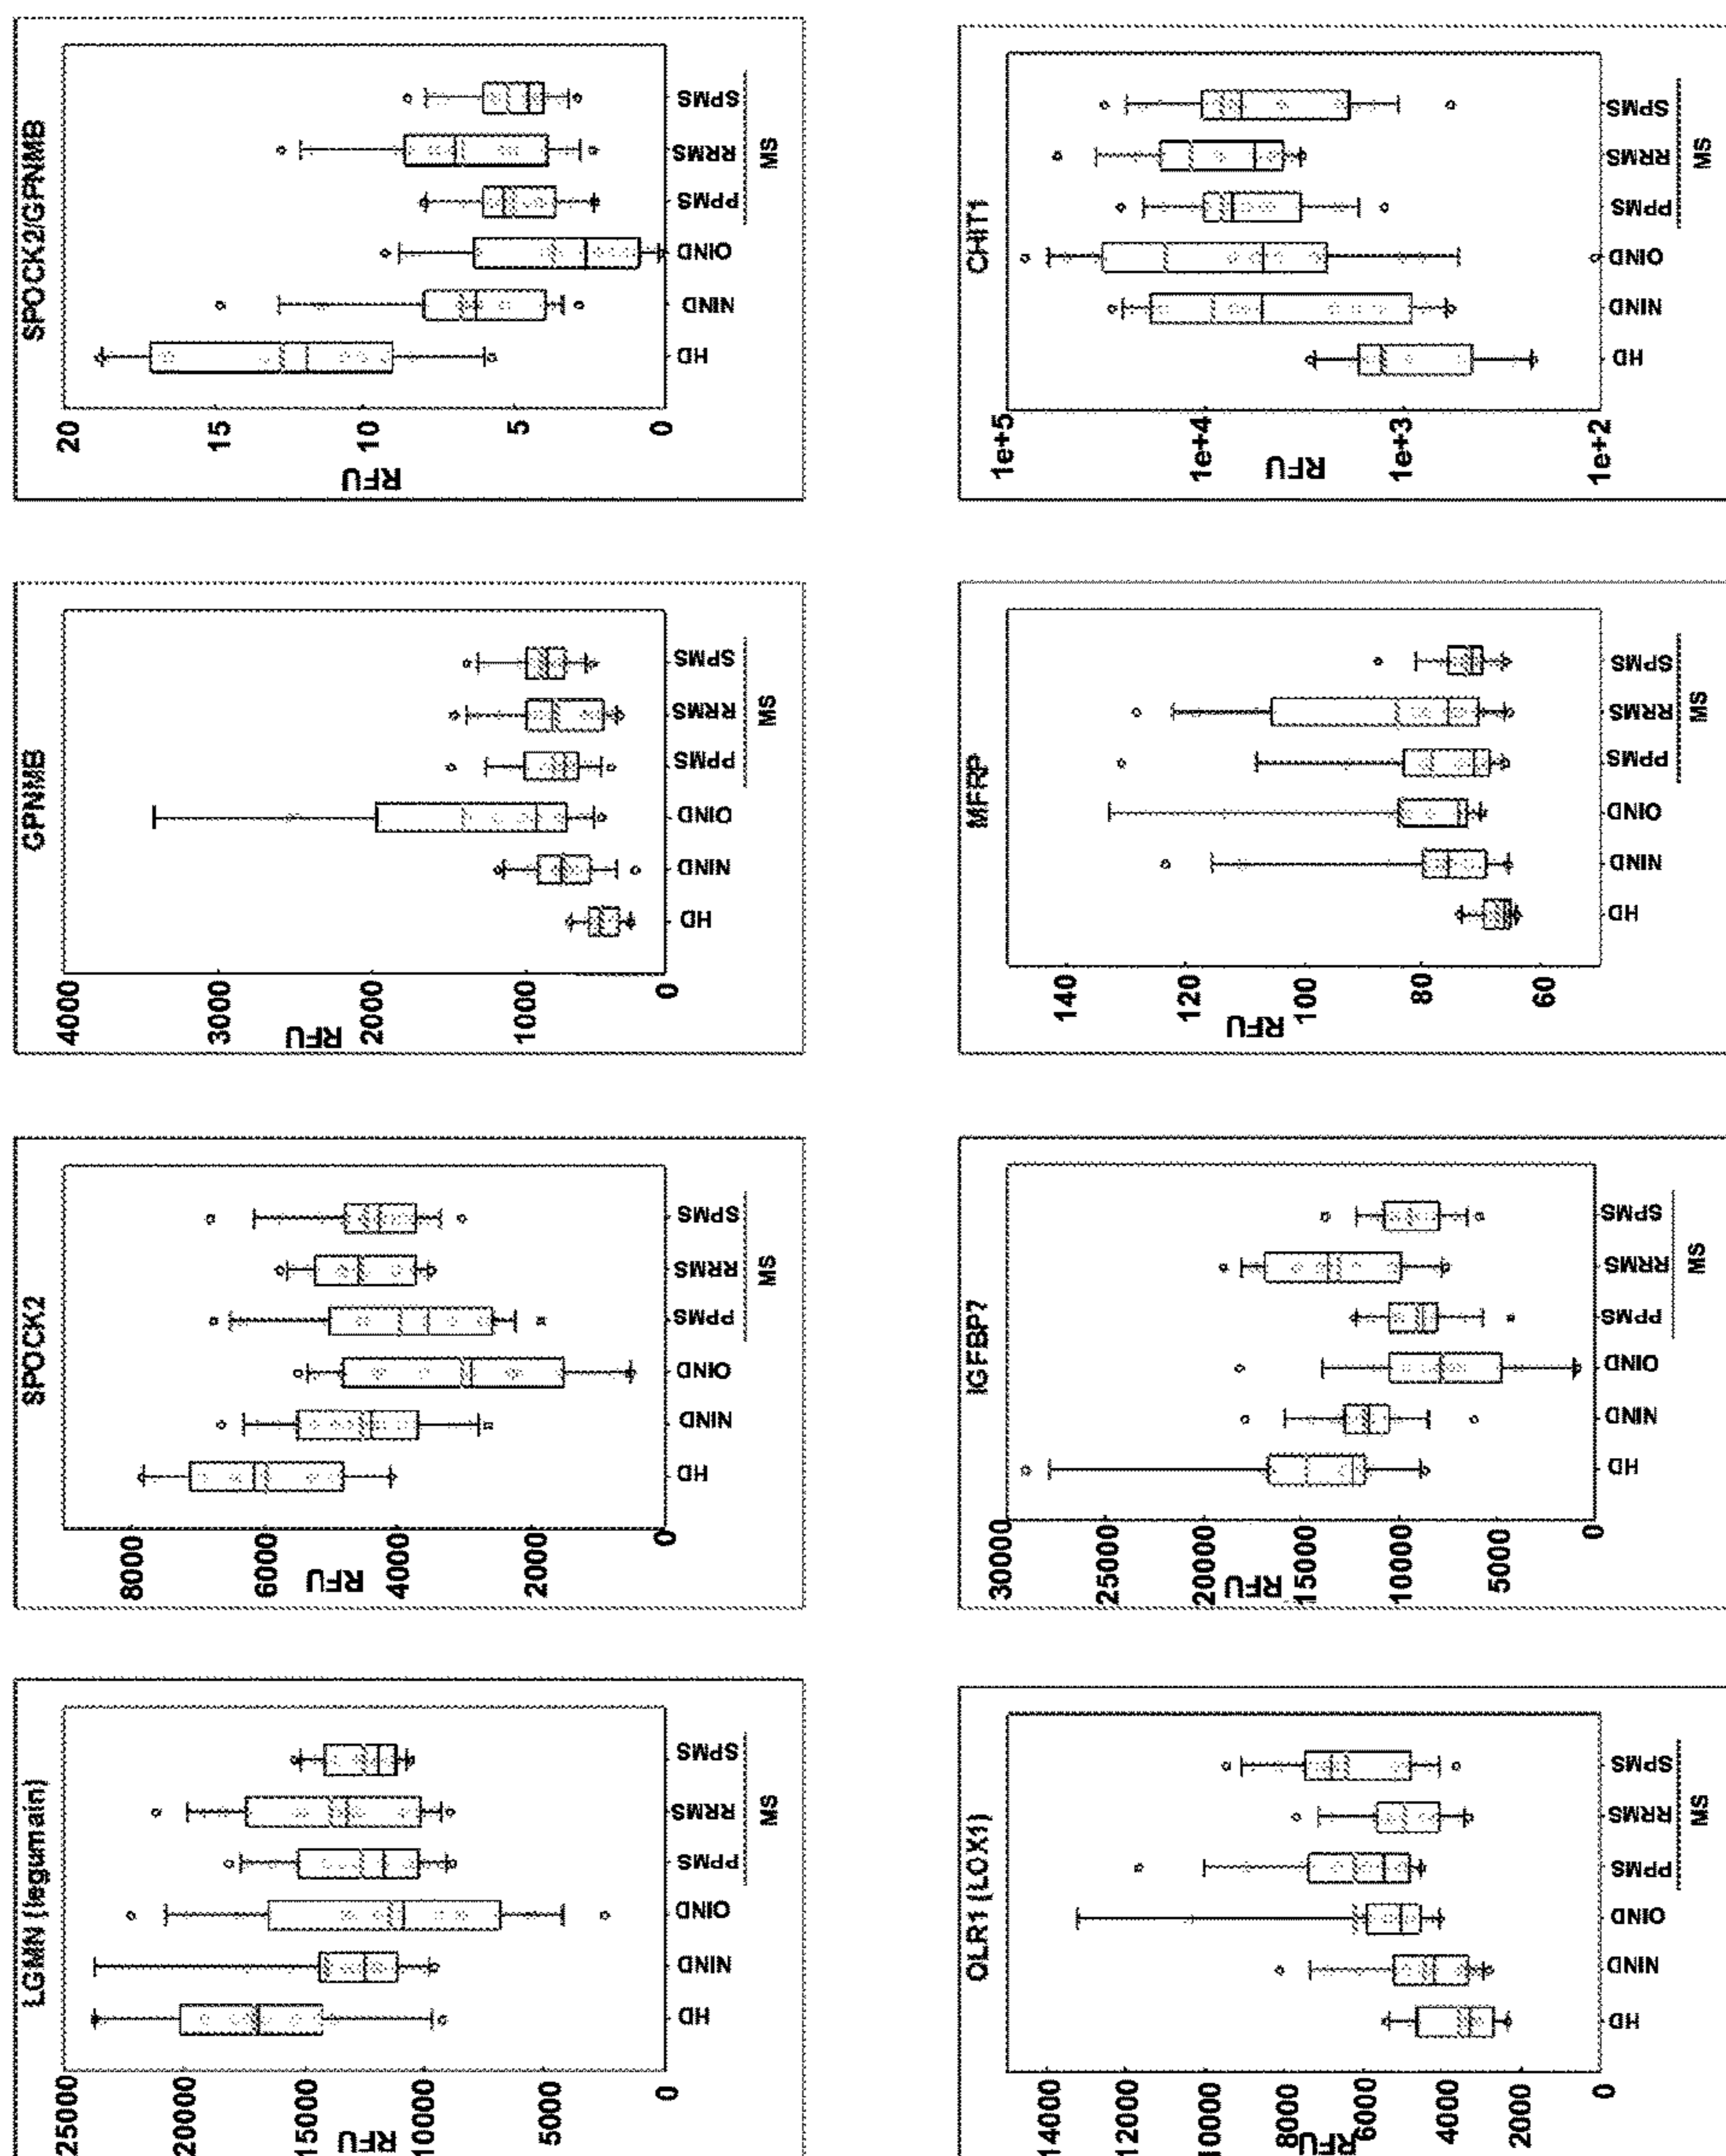 SPOCK2/GPNMB
20
15
10
5
0
RFU
HD
NIND
OIND
PPMS
RRMS
SPMS
MS
CHIT1
1e+5
1e+4
1e+3
1e+2
RFU
HD
NIND
OIND
PPMS
RRMS
SPMS
MS
GPNMB
4000
3000
2000
1000
0
RFU
HD
NIND
OIND
PPMS
RRMS
SPMS
MS
MFRP
140
120
100
80
60
RFU
HD
NIND
OIND
PPMS
RRMS
SPMS
MS
SPOCK2
8000
6000
4000
2000
0
RFU
HD
NIND
OIND
PPMS
RRMS
SPMS
MS
IGFBP7
30000
25000
20000
15000
10000
5000
0
RFU
HD
NIND
OIND
PPMS
RRMS
SPMS
MS
LGMN (legumain)
25000
20000
15000
10000
5000
0
RFU
HD
NIND
OIND
PPMS
RRMS
SPMS
MS
OLR1 (LOX1)
14000
12000
10000
8000
6000
4000
2000
0
RFU
HD
NIND
OIND
PPMS
RRMS
SPMS
MS